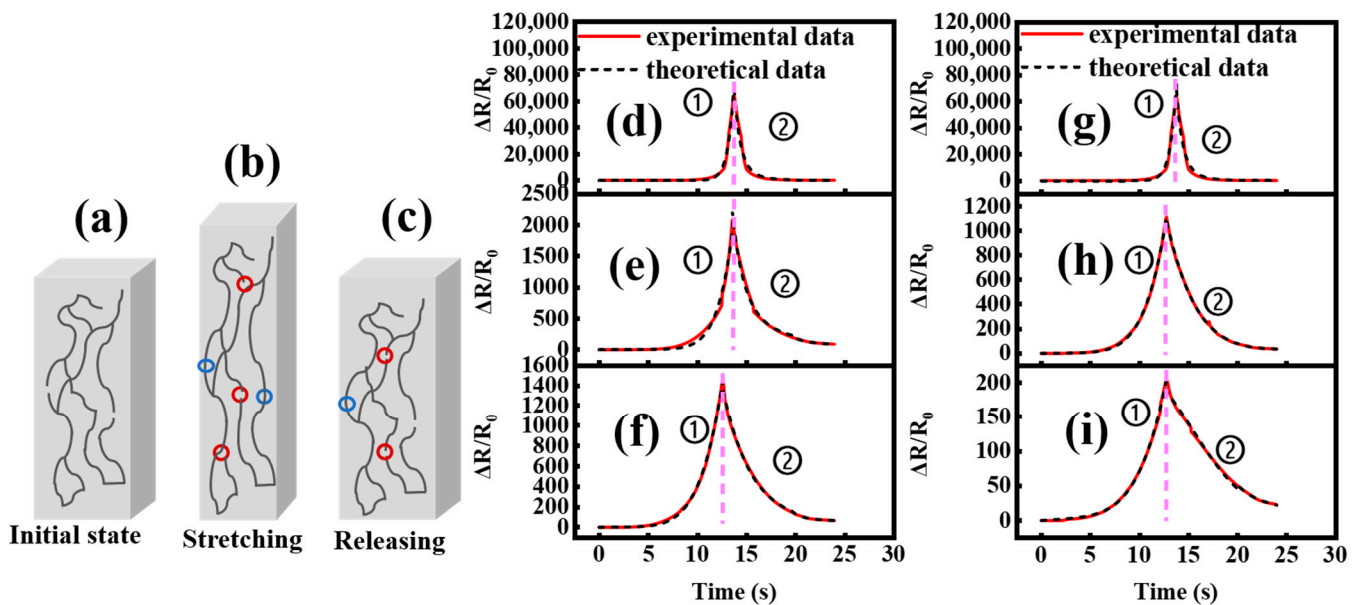 (a)
Initial state
(b)
Stretching
(c)
Releasing
experimental data
theoretical data
ΔR/R0
120,000
100,000
80,000
60,000
40,000
20,000
0
(d)
①
②
ΔR/R0
2500
2000
1500
1000
500
0
(e)
①
②
ΔR/R0
1600
1400
1200
1000
800
600
400
200
0
(f)
①
②
0 5 10 15 20 25 30
Time (s)
experimental data
theoretical data
ΔR/R0
120,000
100,000
80,000
60,000
40,000
20,000
0
(g)
①
②
ΔR/R0
1200
1000
800
600
400
200
0
(h)
①
②
ΔR/R0
200
150
100
50
0
(i)
①
②
0 5 10 15 20 25 30
Time (s)